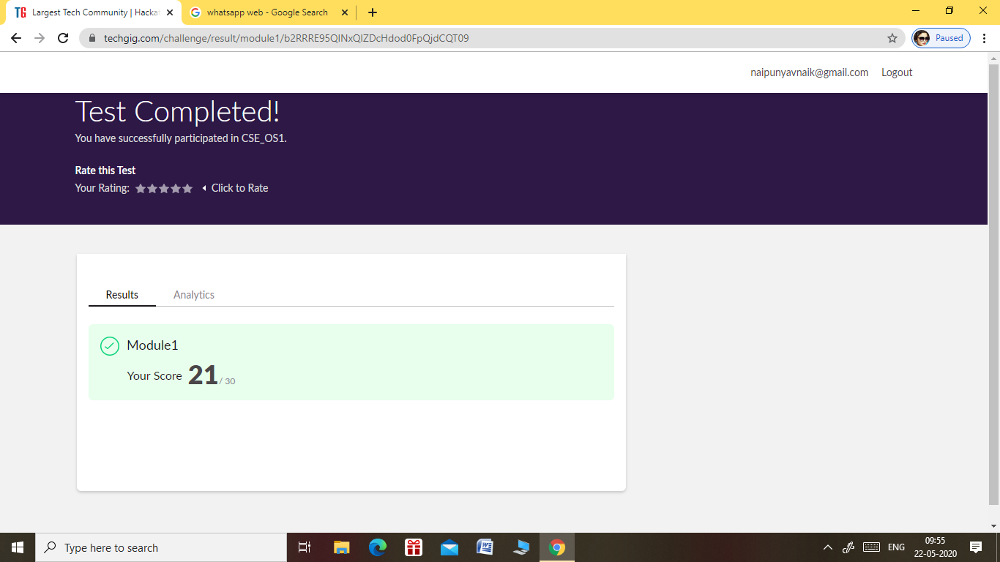 TG Largest Tech Community | Hacka
whatsapp web - Google Search
techgig.com/challenge/result/module1/b2RRRE95QlNxQlZDcHdod0FpQjdCQT09
Paused
naipunyavnaik@gmail.com Logout
Test Completed!
You have successfully participated in CSE_OS1.
Rate this Test
Your Rating: Click to Rate
Results Analytics
Module1
Your Score 21 / 30
Type here to search
ENG
09:55
22-05-2020